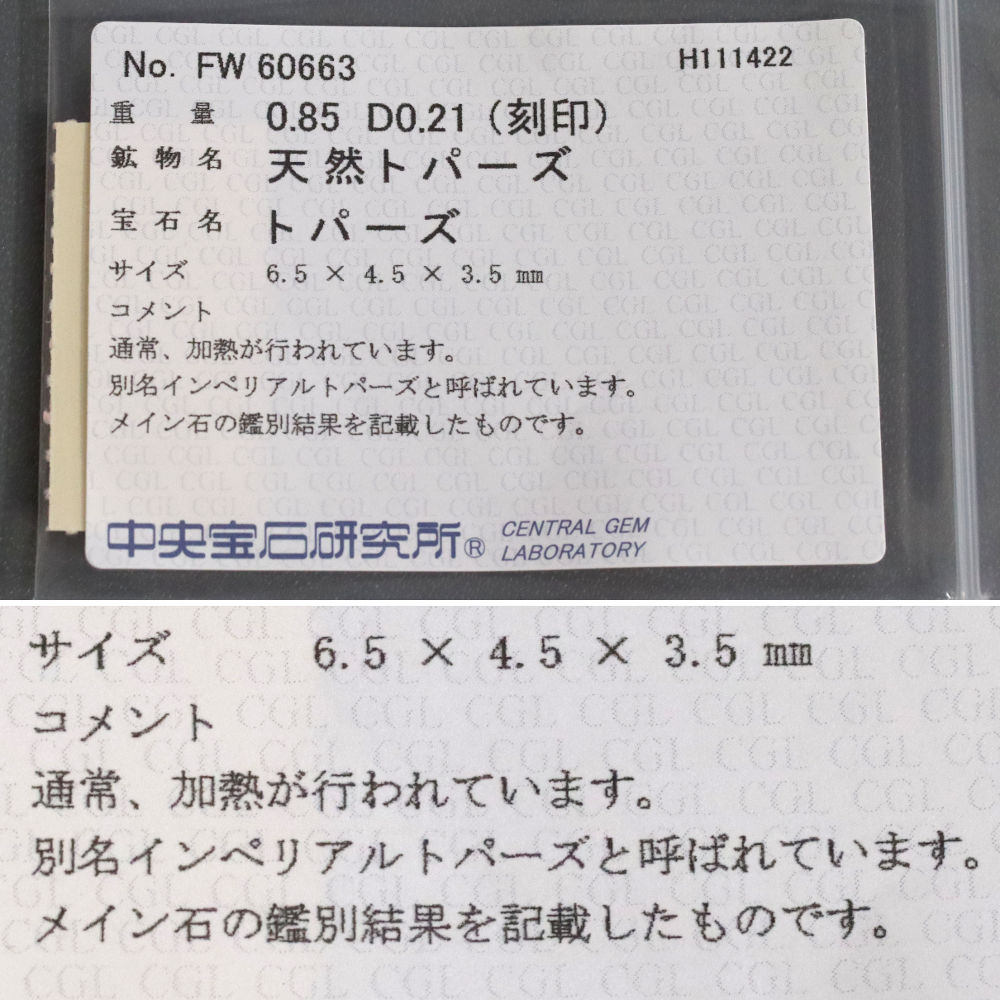 No. FW 60663 H111422
重量 0.85 D0.21 (刻印)
鉱物名 天然トパーズ
宝石名 トパーズ
サイズ 6.5 × 4.5 × 3.5 mm
コメント
通常、加熱が行われています。
別名インペリアルトパーズと呼ばれています。
メイン石の鑑別結果を記載したものです。
中央宝石研究所® CENTRAL GEM
LABORATORY
サイズ 6.5 × 4.5 × 3.5 mm
コメント
通常、加熱が行われています。
別名インペリアルトパーズと呼ばれています。
メイン石の鑑別結果を記載したものです。